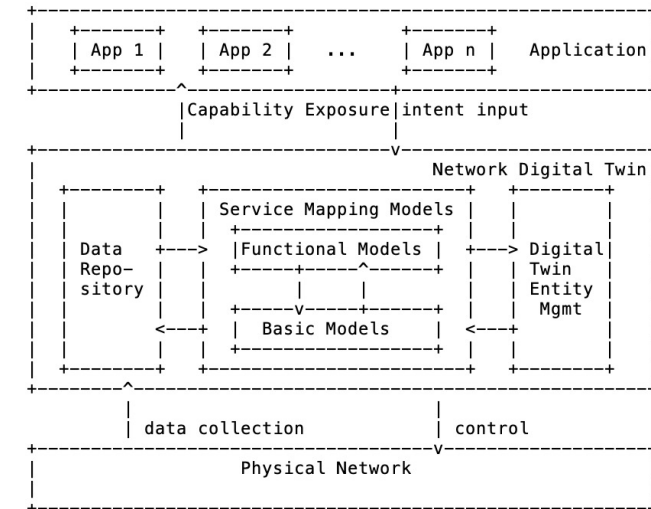 App 1 App 2 ... App n Application
Capability Exposure intent input
Network Digital Twin
Service Mapping Models
Data Functional Models Digital
Repo- Twin
sitory Entity
Mgmt
Basic Models
data collection control
Physical Network